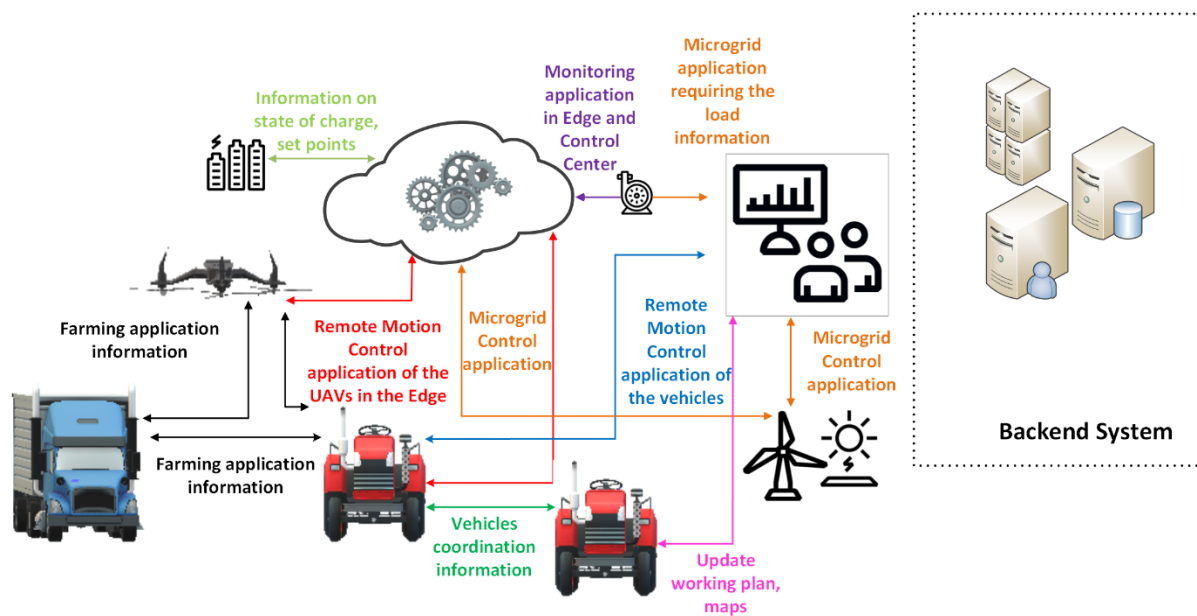 Information on
state of charge,
set points
Monitoring
application
in Edge and
Control
Center
Microgrid
application
requiring the
load
information
Farming application
information
Remote Motion
Control
application of the
UAVs in the Edge
Microgrid
Control
application
Remote
Motion
Control
application of
the vehicles
Microgrid
Control
application
Backend System
Farming application
information
Vehicles
coordination
information
Update
working plan,
maps